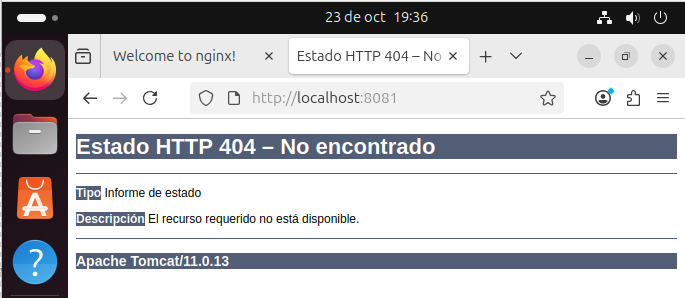 23 de oct 19:36
Welcome to nginx!
Estado HTTP 404 – No
http://localhost:8081
Estado HTTP 404 – No encontrado
Tipo Informe de estado
Descripción El recurso requerido no está disponible.
Apache Tomcat/11.0.13